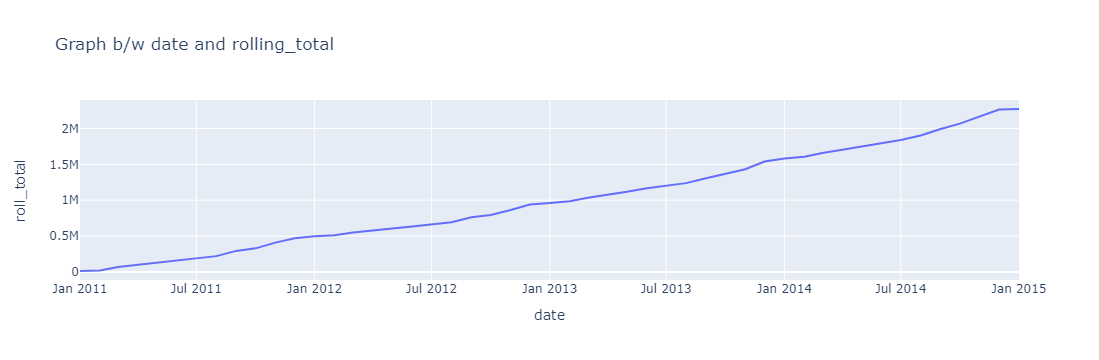 Graph b/w date and rolling_total
roll_total
2M
1.5M
1M
0.5M
0
Jan 2011 Jul 2011 Jan 2012 Jul 2012 Jan 2013 Jul 2013 Jan 2014 Jul 2014 Jan 2015
date